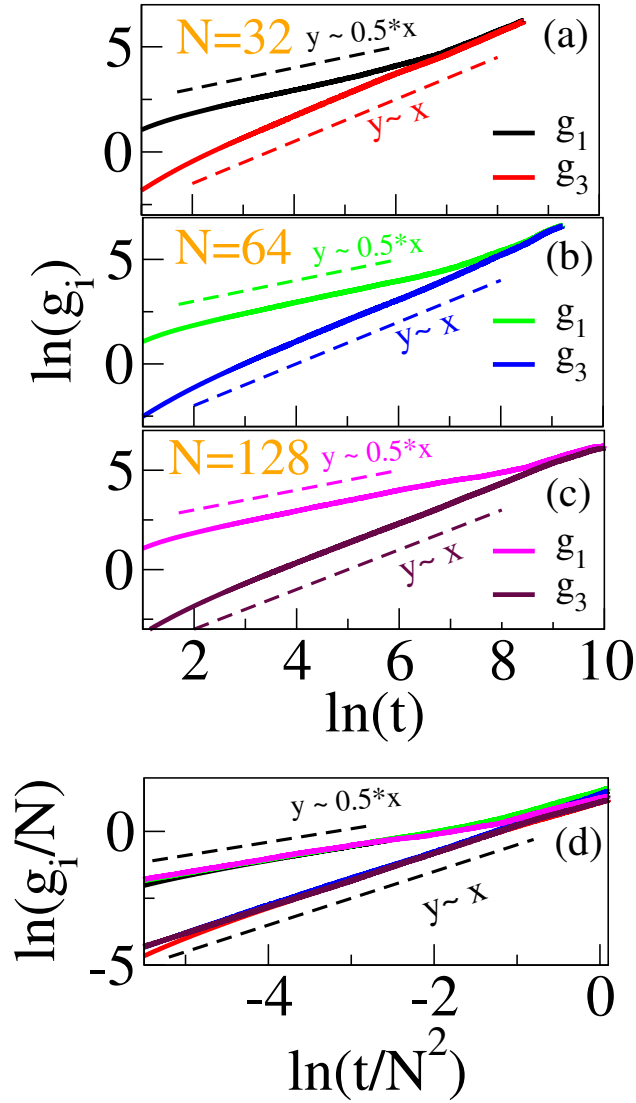 N=32
y ~ 0.5*x
(a)
5
0
y~ x
g1
g3
N=64
y ~ 0.5*x
(b)
5
0
y~ x
g1
g3
ln(gi)
N=128
y ~ 0.5*x
(c)
5
0
y~ x
g1
g3
2 4 6 8 10
ln(t)
y ~ 0.5*x
(d)
0
-5
y~ x
ln(gi/N)
-4 -2 0
ln(t/N²)